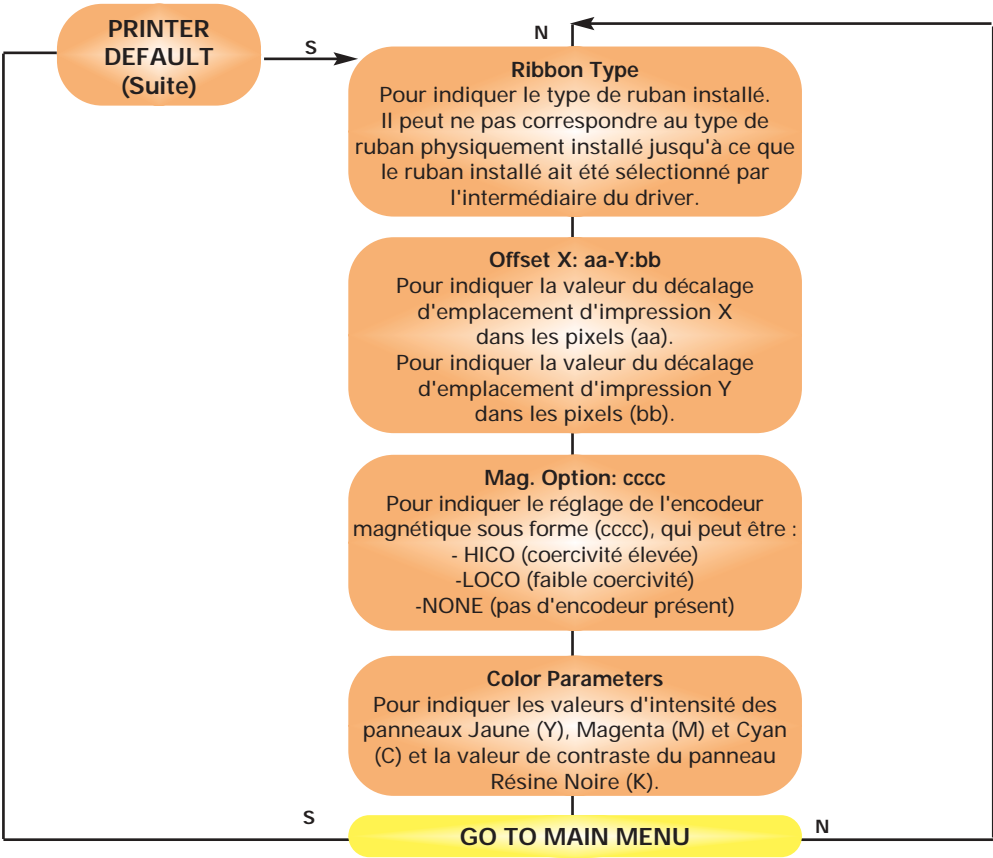 PRINTER
DEFAULT
(Suite)
S
N
Ribbon Type
Pour indiquer le type de ruban installé.
Il peut ne pas correspondre au type de
ruban physiquement installé jusqu'à ce que
le ruban installé ait été sélectionné par
l'intermédiaire du driver.
Offset X: aa-Y:bb
Pour indiquer la valeur du décalage
d'emplacement d'impression X
dans les pixels (aa).
Pour indiquer la valeur du décalage
d'emplacement d'impression Y
dans les pixels (bb).
Mag. Option: cccc
Pour indiquer le réglage de l'encodeur
magnétique sous forme (cccc), qui peut être :
- HICO (coercivité élevée)
-LOCO (faible coercivité)
-NONE (pas d'encodeur présent)
Color Parameters
Pour indiquer les valeurs d'intensité des
panneaux Jaune (Y), Magenta (M) et Cyan
(C) et la valeur de contraste du panneau
Résine Noire (K).
S
GO TO MAIN MENU
N